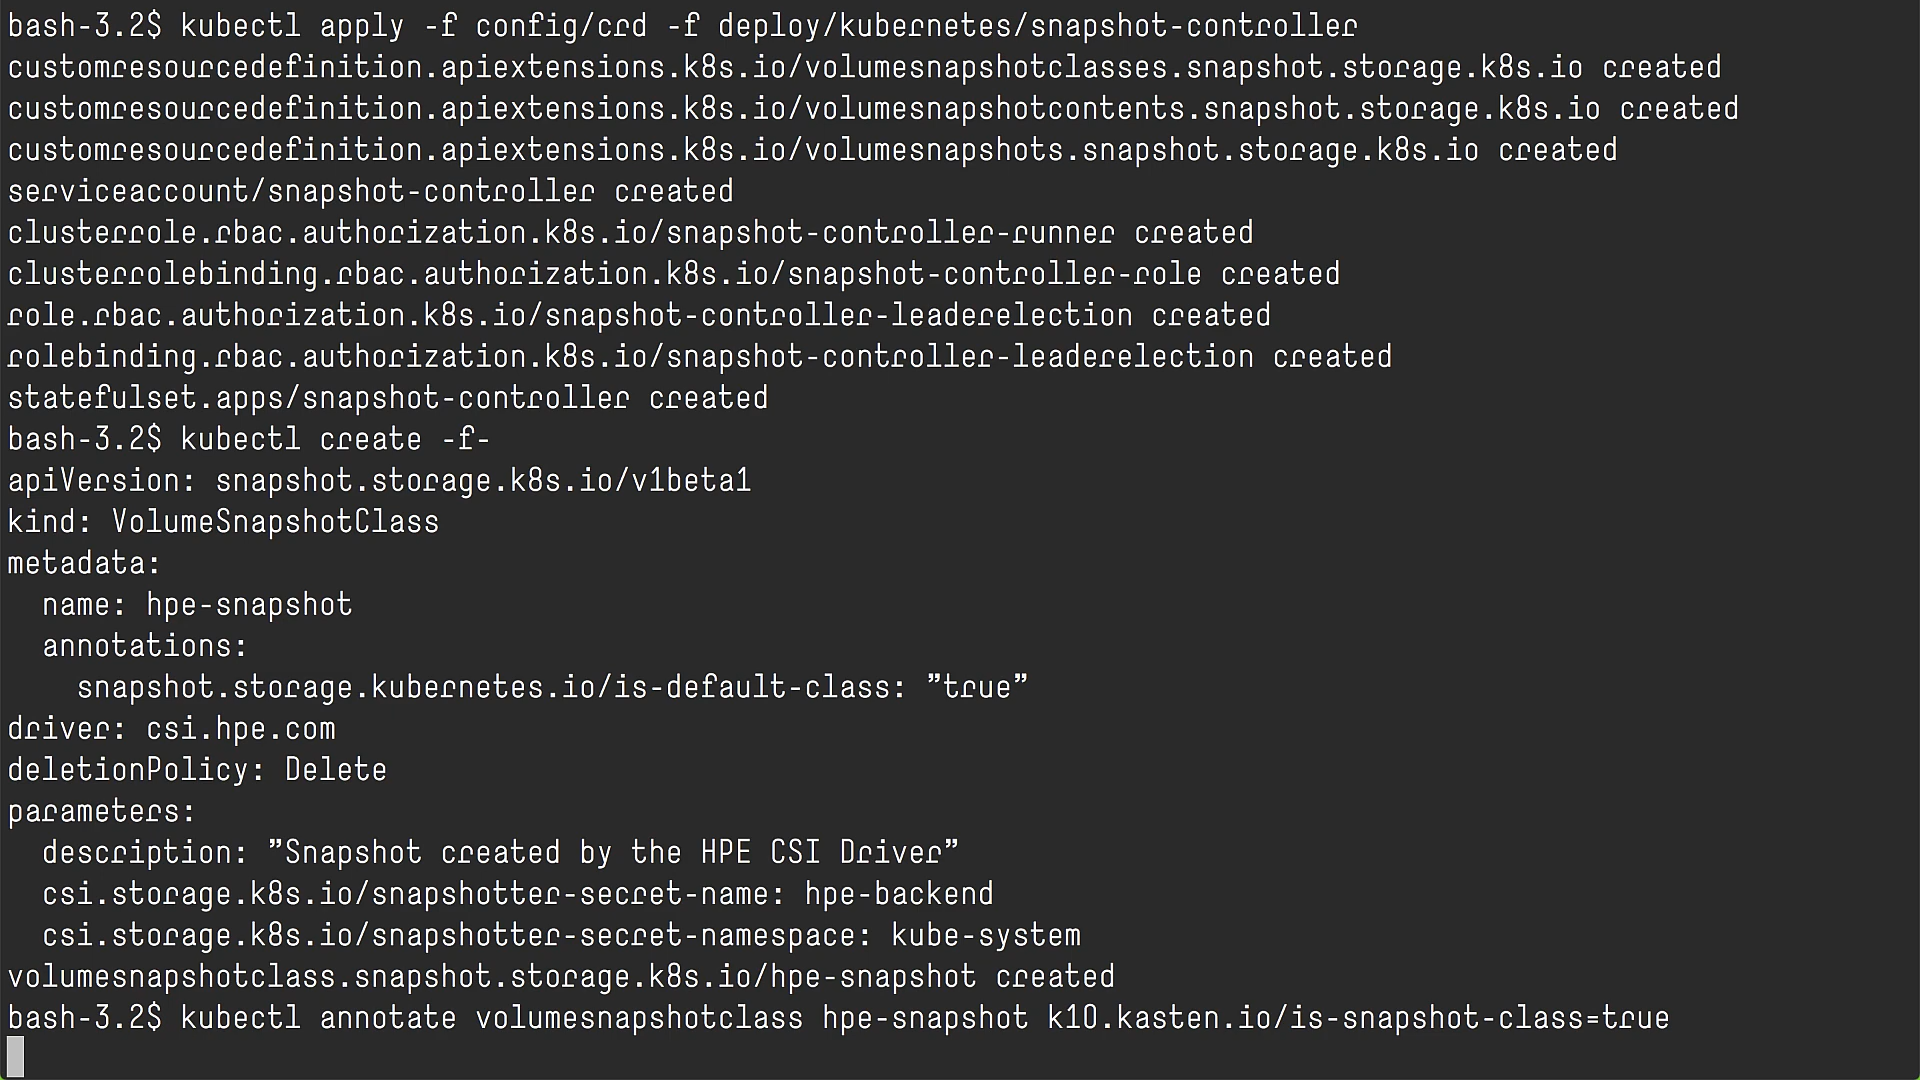 bash-3.2$ kubectl apply -f config/crd -f deploy/kubernetes/snapshot-controller
customresourcedefinition.apiextensions.k8s.io/volumesnapshotclasses.snapshot.storage.k8s.io created
customresourcedefinition.apiextensions.k8s.io/volumesnapshotcontents.snapshot.storage.k8s.io created
customresourcedefinition.apiextensions.k8s.io/volumesnapshots.snapshot.storage.k8s.io created
serviceaccount/snapshot-controller created
clusterrole.rbac.authorization.k8s.io/snapshot-controller-runner created
clusterrolebinding.rbac.authorization.k8s.io/snapshot-controller-role created
role.rbac.authorization.k8s.io/snapshot-controller-leaderelection created
rolebinding.rbac.authorization.k8s.io/snapshot-controller-leaderelection created
statefulset.apps/snapshot-controller created
bash-3.2$ kubectl create -f-
apiVersion: snapshot.storage.k8s.io/v1beta1
kind: VolumeSnapshotClass
metadata:
  name: hpe-snapshot
  annotations:
    snapshot.storage.kubernetes.io/is-default-class: ”true”
driver: csi.hpe.com
deletionPolicy: Delete
parameters:
  description: ”Snapshot created by the HPE CSI Driver”
  csi.storage.k8s.io/snapshotter-secret-name: hpe-backend
  csi.storage.k8s.io/snapshotter-secret-namespace: kube-system
volumesnapshotclass.snapshot.storage.k8s.io/hpe-snapshot created
bash-3.2$ kubectl annotate volumesnapshotclass hpe-snapshot k10.kasten.io/is-snapshot-class=true